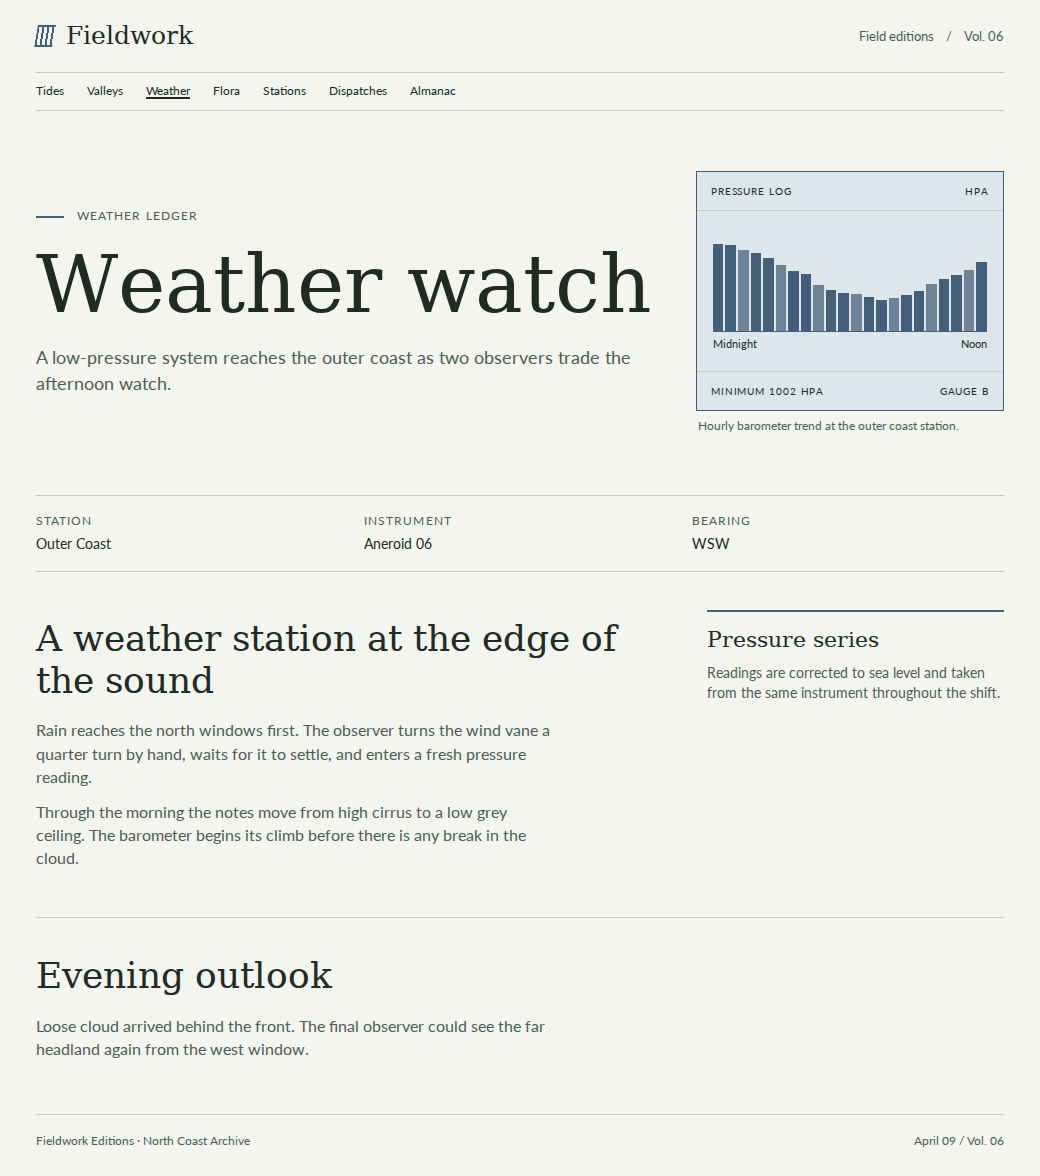 Fieldwork
Field editions / Vol. 06
Tides Valleys Weather Flora Stations Dispatches Almanac
WEATHER LEDGER
Weather watch
A low-pressure system reaches the outer coast as two observers trade the
afternoon watch.
PRESSURE LOG HPA
Midnight Noon
MINIMUM 1002 HPA GAUGE B
Hourly barometer trend at the outer coast station.
STATION
Outer Coast
INSTRUMENT
Aneroid 06
BEARING
WSW
A weather station at the edge of
the sound
Rain reaches the north windows first. The observer turns the wind vane a
quarter turn by hand, waits for it to settle, and enters a fresh pressure
reading.
Through the morning the notes move from high cirrus to a low grey
ceiling. The barometer begins its climb before there is any break in the
cloud.
Pressure series
Readings are corrected to sea level and taken
from the same instrument throughout the shift.
Evening outlook
Loose cloud arrived behind the front. The final observer could see the far
headland again from the west window.
Fieldwork Editions · North Coast Archive
April 09 / Vol. 06